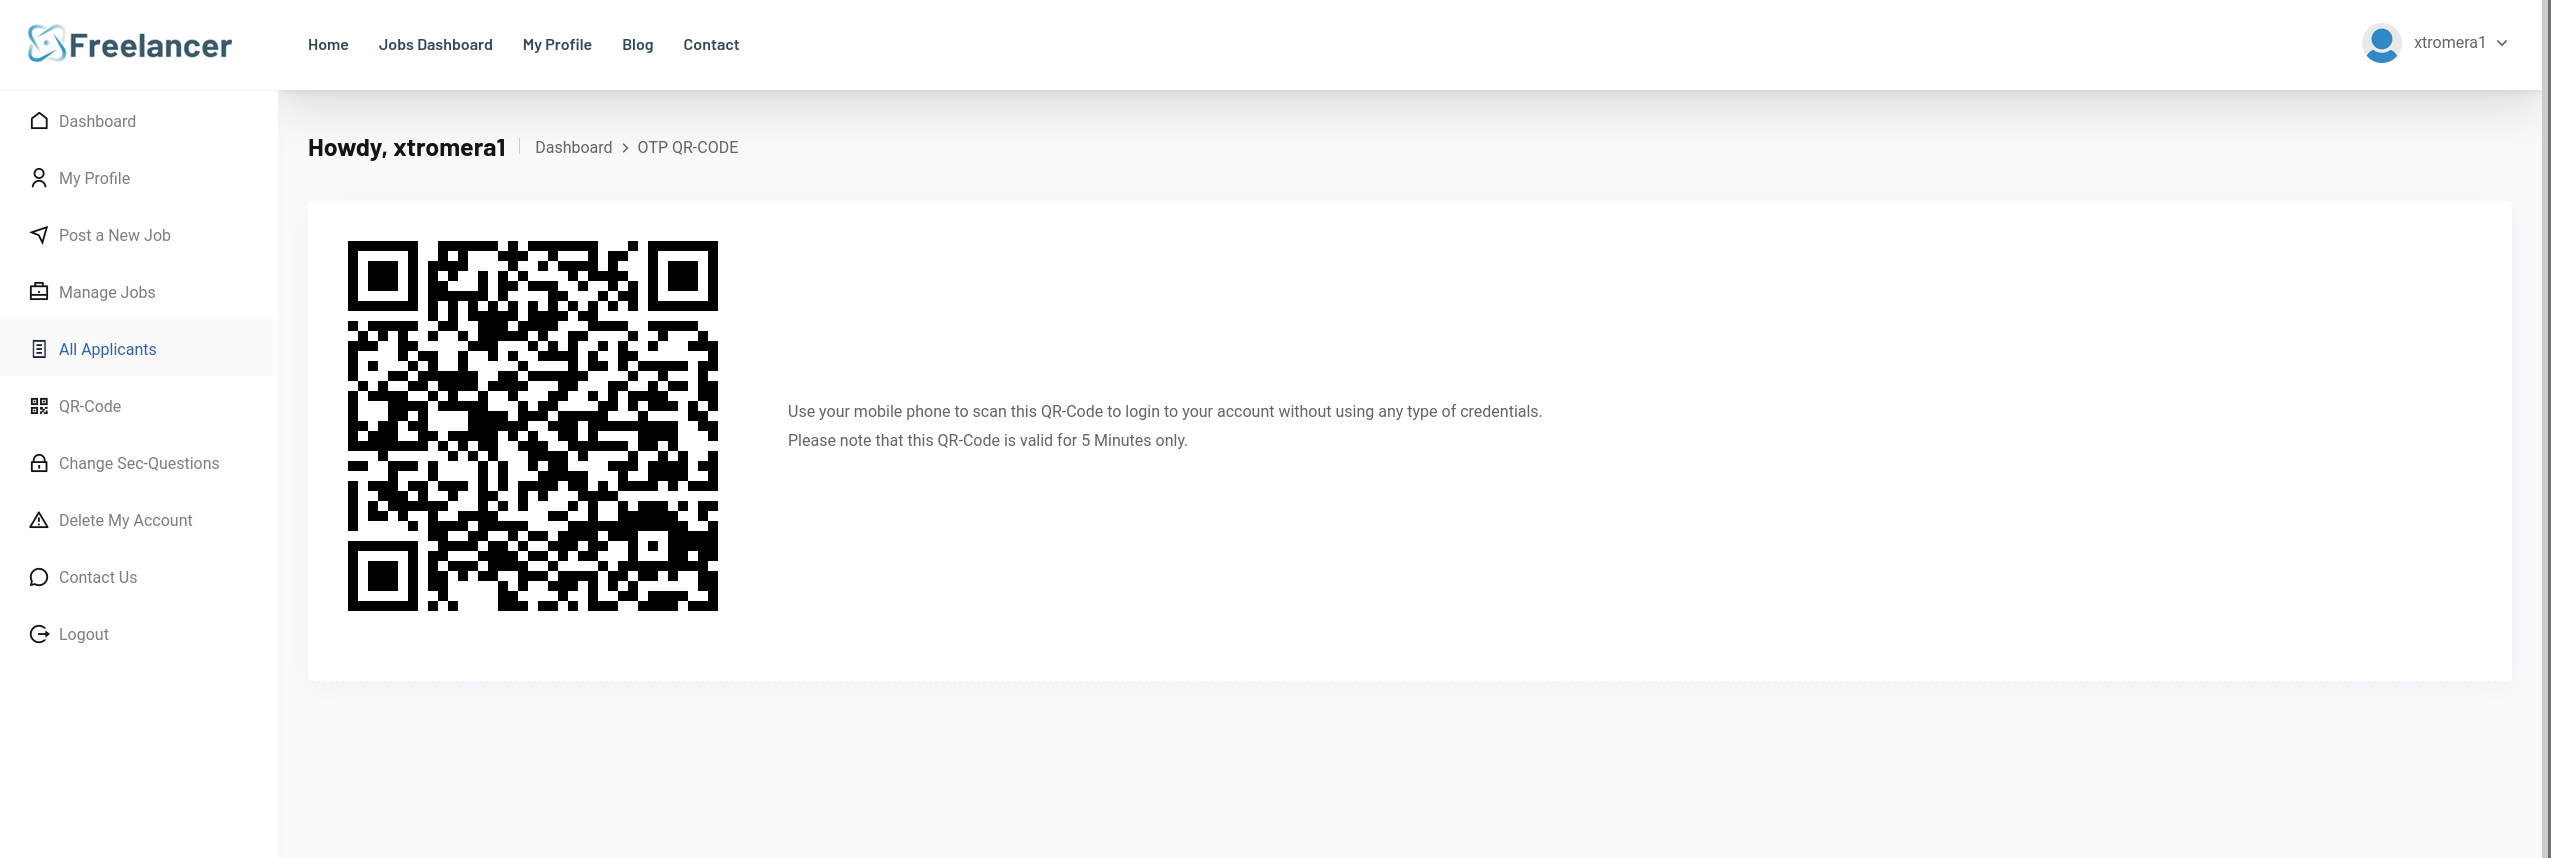 Freelancer
Home Jobs Dashboard My Profile Blog Contact
xtromera1
Dashboard
My Profile
Post a New Job
Manage Jobs
All Applicants
QR-Code
Change Sec-Questions
Delete My Account
Contact Us
Logout
Howdy, xtromera1
Dashboard > OTP QR-CODE
Use your mobile phone to scan this QR-Code to login to your account without using any type of credentials.
Please note that this QR-Code is valid for 5 Minutes only.